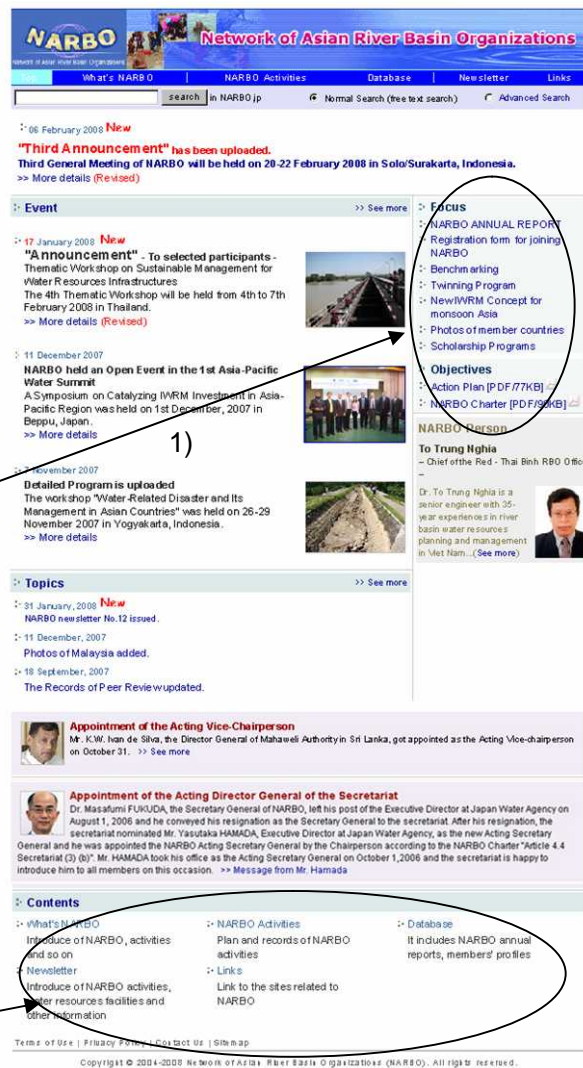 NARBO
Network of Asian River Basin Organizations
Network of Asian River Basin Organizations
Top What's NARBO | NARBO Activities Database | Newsletter Links
search in NARBO.jp Normal Search (free text search) Advanced Search
06 February 2008 New
"Third Announcement" has been uploaded.
Third General Meeting of NARBO will be held on 20-22 February 2008 in Solo/Surakarta, Indonesia.
>> More details (Revised)
Event >> See more
17 January 2008 New
"Announcement" - To selected participants -
Thematic Workshop on Sustainable Management for
Water Resources Infrastructures
The 4th Thematic Workshop will be held from 4th to 7th
February 2008 in Thailand.
>> More details (Revised)
11 December 2007
NARBO held an Open Event in the 1st Asia-Pacific
Water Summit
A Symposium on Catalyzing IWRM Investment in Asia-
Pacific Region was held on 1st December, 2007 in
Beppu, Japan.
>> More details
1)
7 November 2007
Detailed Program is uploaded
The workshop "Water-Related Disaster and Its
Management in Asian Countries" was held on 26-29
November 2007 in Yogyakarta, Indonesia.
>> More details
Focus
NARBO ANNUAL REPORT
Registration form for joining
NARBO
Benchmarking
Twinning Program
New IWRM Concept for
monsoon Asia
Photos of member countries
Scholarship Programs
Objectives
Action Plan [PDF/77KB]
NARBO Charter [PDF/90KB]
NARBO Person
To Trung Nghia
– Chief of the Red - Thai Binh RBO Office
–
Dr. To Trung Nghia is a
senior engineer with 35-
year experiences in river
basin water resources
planning and management
in Viet Nam...(See more)
Topics >> See more
31 January, 2008 New
NARBO newsletter No.12 issued.
11 December, 2007
Photos of Malaysia added.
18 September, 2007
The Records of Peer Review updated.
Appointment of the Acting Vice-Chairperson
Mr. K.W. Ivan de Silva, the Director General of Mahaweli Authority in Sri Lanka, got appointed as the Acting Vice-chairperson
on October 31. >> See more
Appointment of the Acting Director General of the Secretariat
Dr. Masafumi FUKUDA, the Secretary General of NARBO, left his post of the Executive Director at Japan Water Agency on
August 1, 2006 and he conveyed his resignation as the Secretary General to the secretariat. After his resignation, the
secretariat nominated Mr. Yasutaka HAMADA, Executive Director at Japan Water Agency, as the new Acting Secretary
General and he was appointed the NARBO Acting Secretary General by the Chairperson according to the NARBO Charter "Article 4.4
Secretariat (3) (b)". Mr. HAMADA took his office as the Acting Secretary General on October 1,2006 and the secretariat is happy to
introduce him to all members on this occasion. >> Message from Mr. Hamada
Contents
What's NARBO
Introduce of NARBO, activities
and so on
NARBO Activities
Plan and records of NARBO
activities
Database
It includes NARBO annual
reports, members' profiles
Newsletter
Introduce of NARBO activities,
water resources facilities and
other information
Links
Link to the sites related to
NARBO
Terms of Use | Privacy Policy | Contact Us | Sitemap
Copyright © 2004-2008 Network of Asian River Basin Organizations (NARBO). All rights reserved.